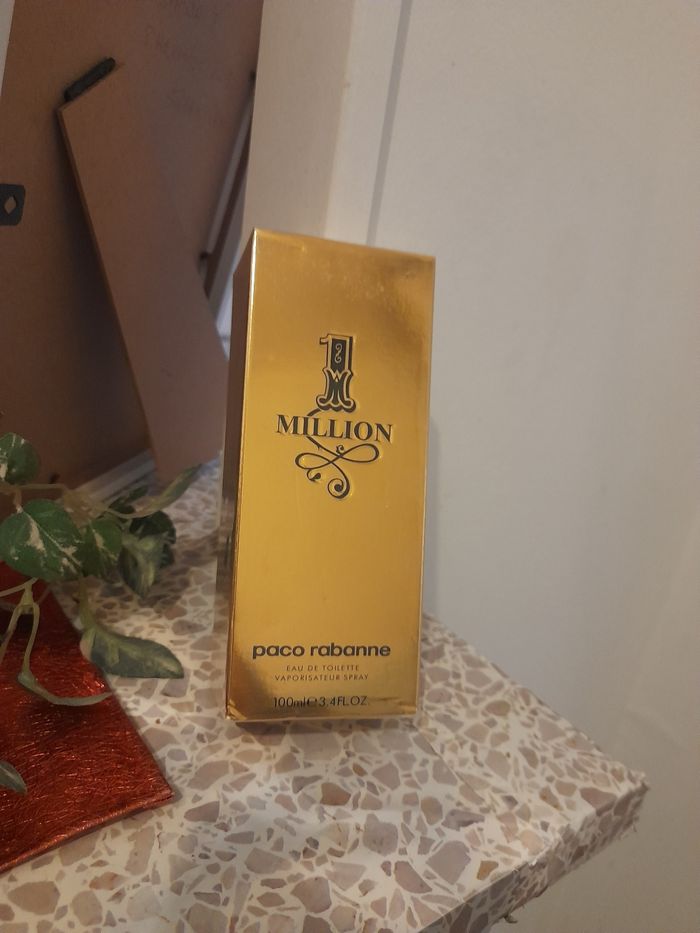 1
MILLION
paco rabanne
EAU DE TOILETTE
VAPORISATEUR SPRAY
100ml℮3.4FL.OZ.